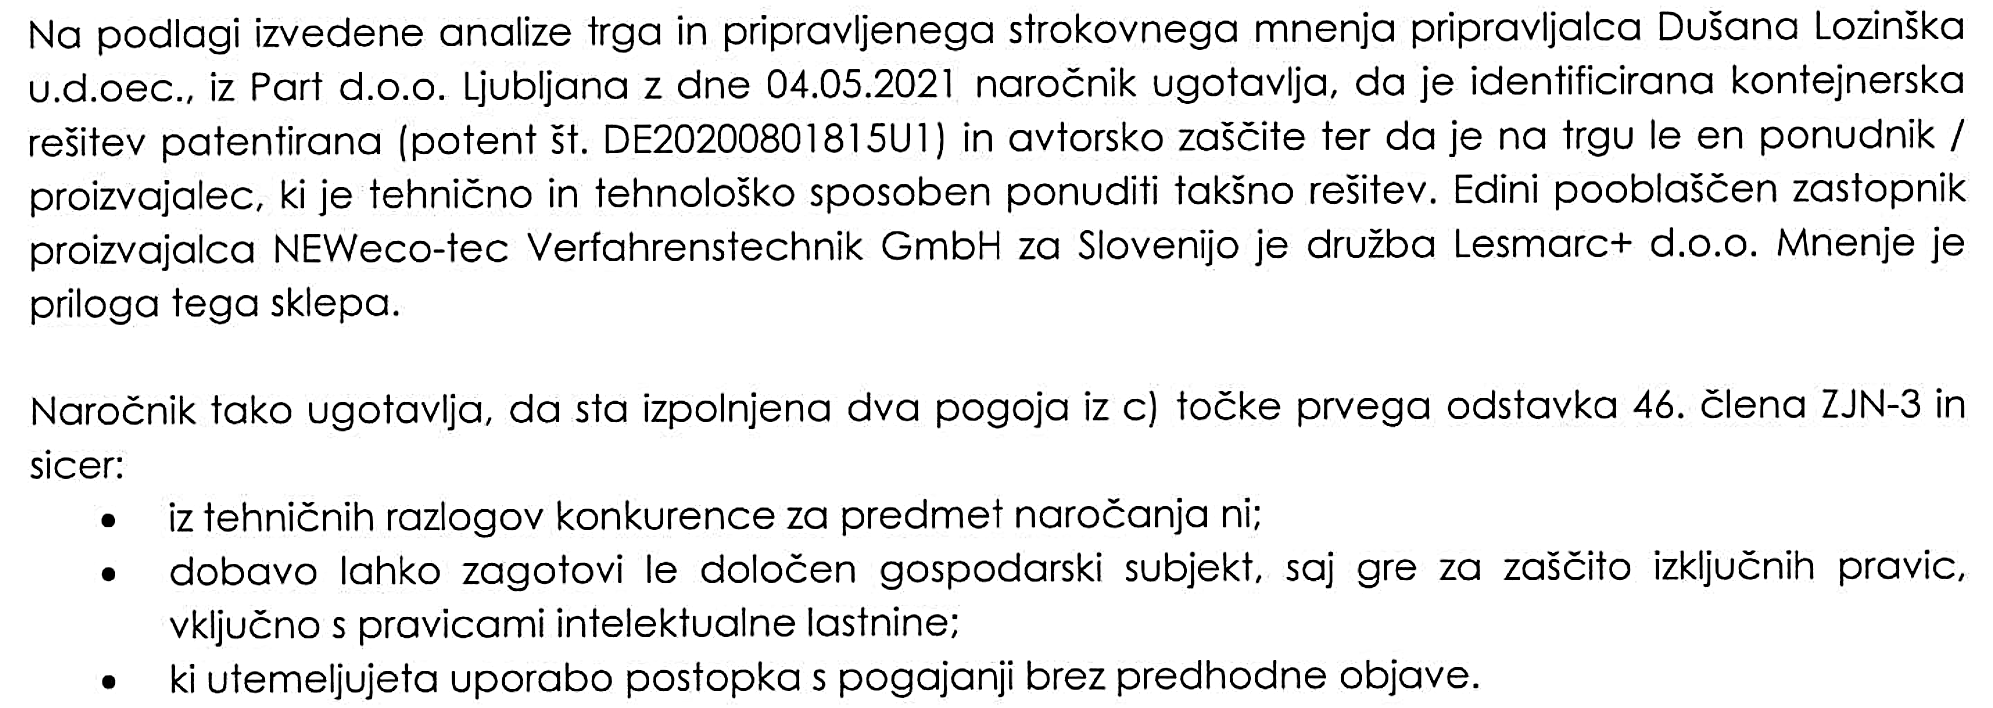 Na podlagi izvedene analize trga in pripravljenega strokovnega mnenja pripravljalca Dušana Lozinška
u.d.oec., iz Part d.o.o. Ljubljana z dne 04.05.2021 naročnik ugotavlja, da je identificirana kontejnerska
rešitev patentirana (potent št. DE20200801815U1) in avtorsko zaščite ter da je na trgu le en ponudnik /
proizvajalec, ki je tehnično in tehnološko sposoben ponuditi takšno rešitev. Edini pooblaščen zastopnik
proizvajalca NEWeco-tec Verfahrenstechnik GmbH za Slovenijo je družba Lesmarc+ d.o.o. Mnenje je
priloga tega sklepa.
Naročnik tako ugotavlja, da sta izpolnjena dva pogoja iz c) točke prvega odstavka 46. člena ZJN-3 in
sicer:
• iz tehničnih razlogov konkurence za predmet naročanja ni;
• dobavo lahko zagotovi le določen gospodarski subjekt, saj gre za zaščito izključnih pravic,
vključno s pravicami intelektualne lastnine;
• ki utemeljujeta uporabo postopka s pogajanji brez predhodne objave.